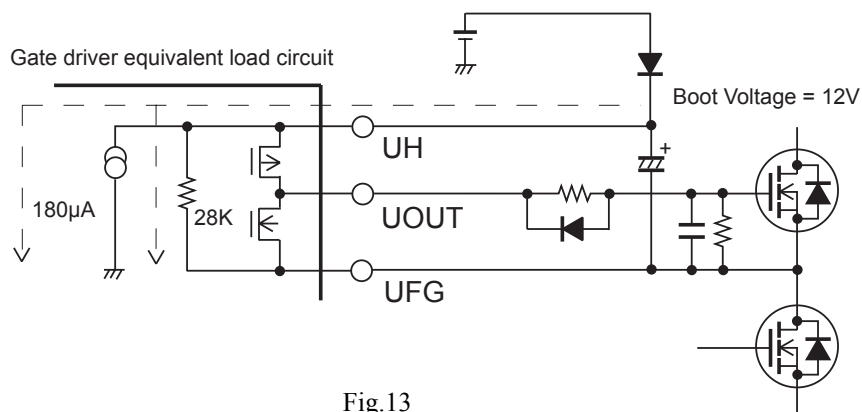 Gate driver equivalent load circuit
Boot Voltage = 12V
UH
+
180µA
28K
UOUT
UFG
Fig.13